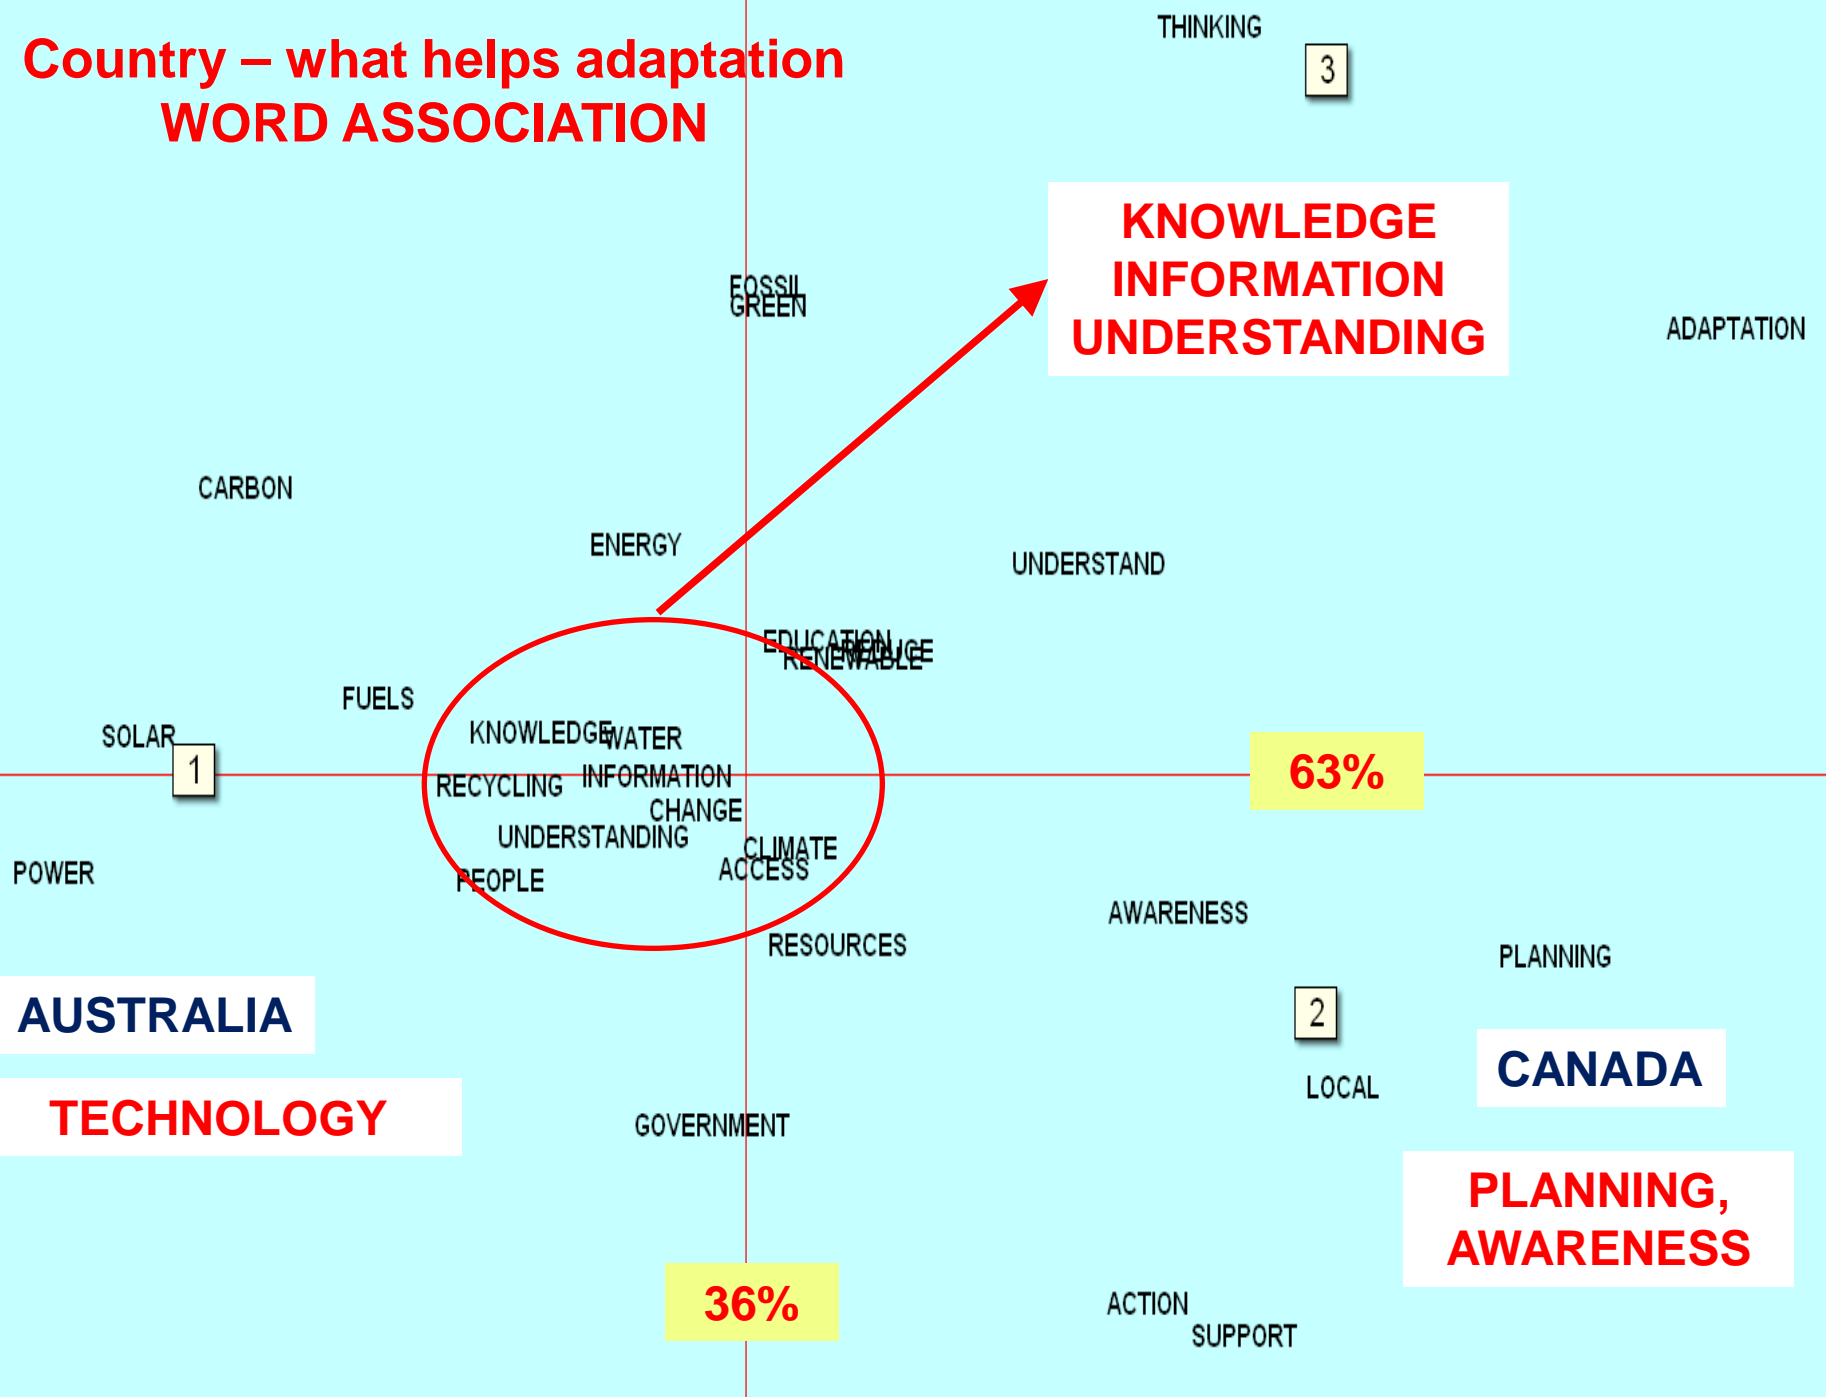 Country – what helps adaptation
WORD ASSOCIATION
THINKING
3
KNOWLEDGE
INFORMATION
UNDERSTANDING
FOSSIL
GREEN
ADAPTATION
CARBON
ENERGY
UNDERSTAND
EDUCATION
REDUCE
RENEWABLE
FUELS
KNOWLEDGE
WATER
SOLAR
1
INFORMATION
63%
RECYCLING
CHANGE
UNDERSTANDING
CLIMATE
ACCESS
POWER
PEOPLE
AWARENESS
RESOURCES
PLANNING
AUSTRALIA
2
CANADA
LOCAL
TECHNOLOGY
GOVERNMENT
PLANNING,
AWARENESS
36%
ACTION
SUPPORT